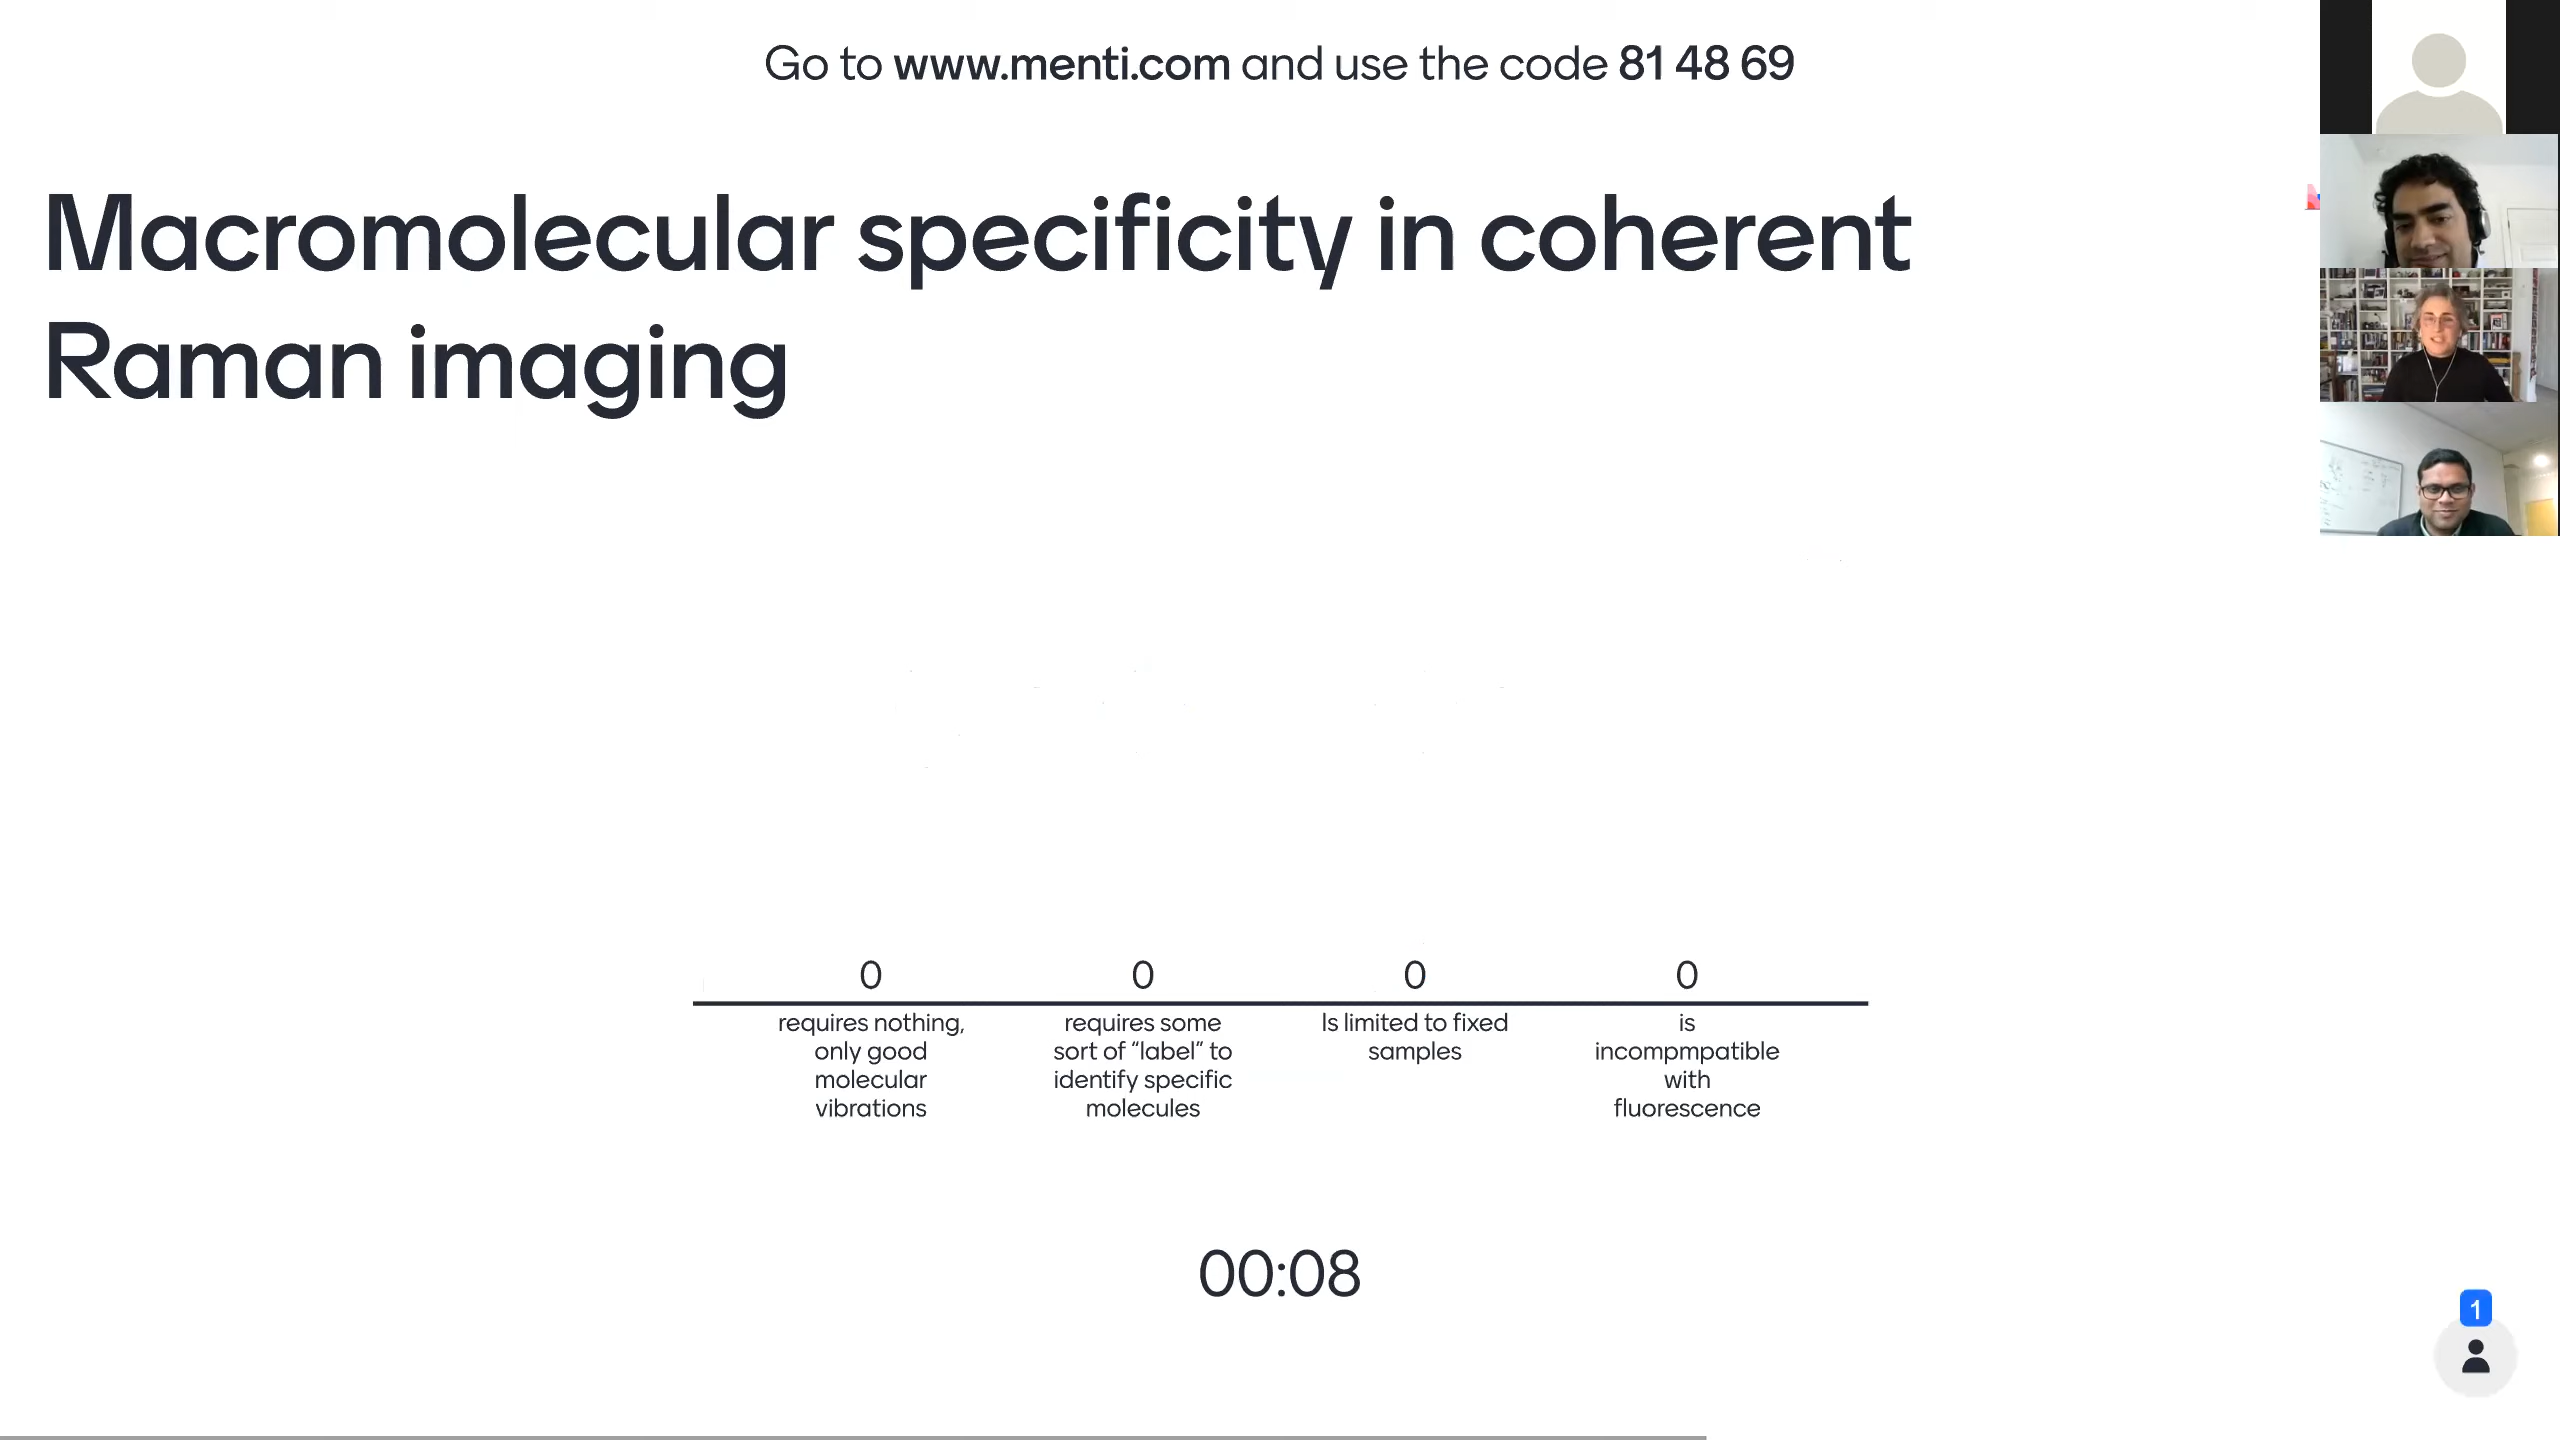 Go to www.menti.com and use the code 81 48 69
Macromolecular specificity in coherent
Raman imaging
0
0
0
0
requires nothing,
only good
molecular
vibrations
requires some
sort of “label” to
identify specific
molecules
Is limited to fixed
samples
is
incompmpatible
with
fluorescence
00:08
1